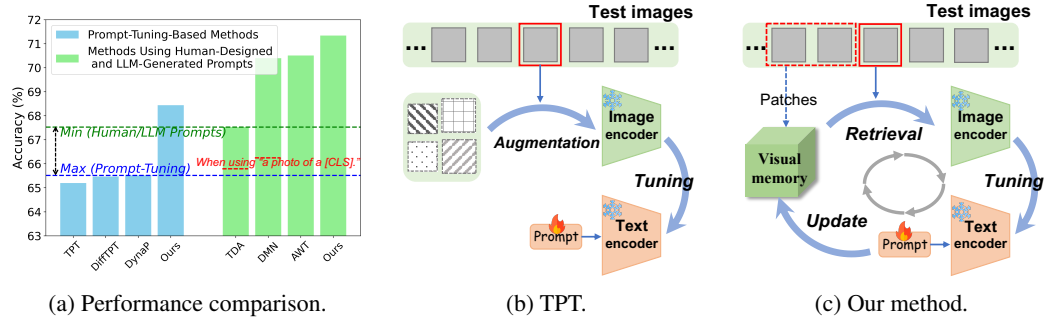 72
71
70
69
68
67
66
65
64
63
Accuracy (%)
Prompt-Tuning-Based Methods
Methods Using Human-Designed
and LLM-Generated Prompts
Min (Human/LLM Prompts)
When using "a photo of a [CLS]."
Max (Prompt-Tuning)
TPT
DiffTPT
DynaP
Ours
TDA
DMN
AWT
Ours
(a) Performance comparison.
Test images
...
...
Augmentation
Image
encoder
Tuning
Prompt
Text
encoder
(b) TPT.
Test images
...
...
Patches
Retrieval
Image
encoder
Visual
memory
Tuning
Update
Prompt
Text
encoder
(c) Our method.